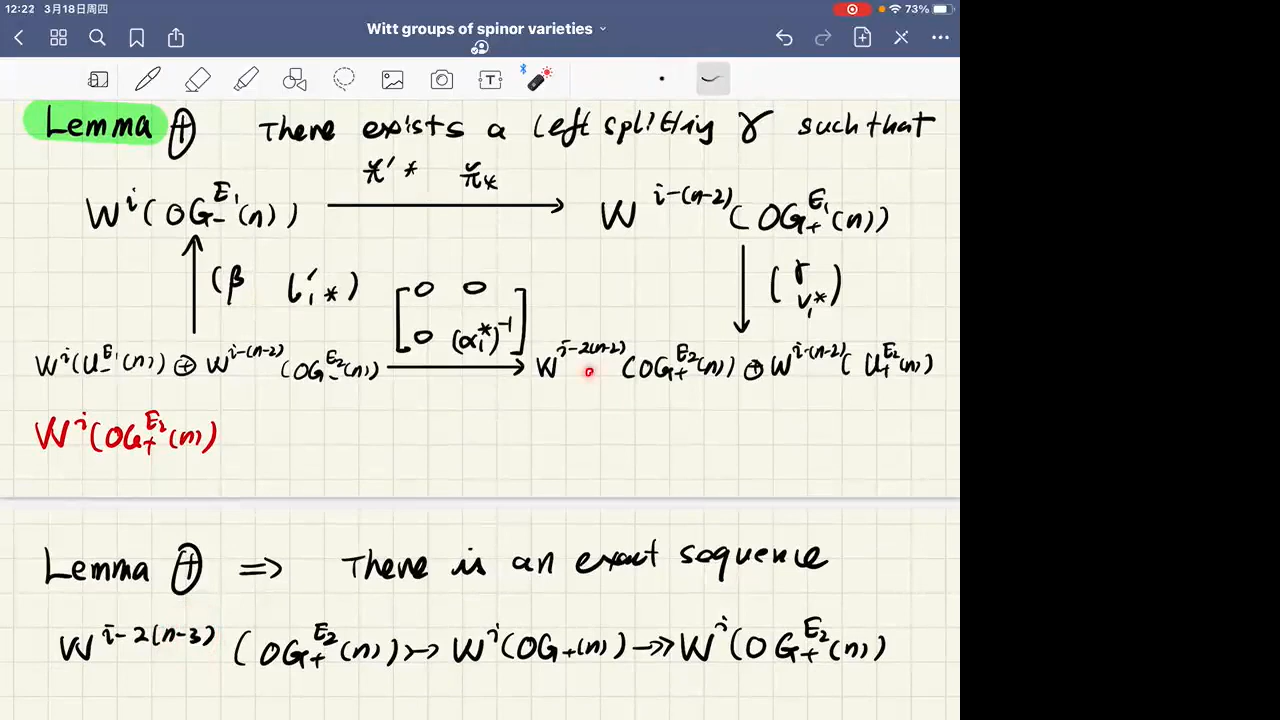 12:22 3月18日周四
73%
Witt groups of spinor varieties
Lemma ⊕ There exists a left splitting γ such that
π̆'* π̆*
W^i(OG_-^{E_1}(n)) → W^{i-(n-2)}(OG_+^{E_1}(n))
(β ι'_{1*}) [0 0 (γ
0 (α_1^*)^{-1}] v_1^*)
W^i(U_-^{E_1}(n)) ⊕ W^{i-(n-2)}(OG_-^{E_2}(n)) → W^{i-2(n-2)}(OG_+^{E_2}(n)) ⊕ W^{i-(n-2)}(U_+^{E_2}(n))
W^i(OG_+^{E_2}(n))
Lemma ⊕ ⇒ There is an exact sequence
W^{i-2(n-3)}(OG_+^{E_2}(n)) ↣ W^i(OG_+(n)) ↠ W^i(OG_+^{E_2}(n))